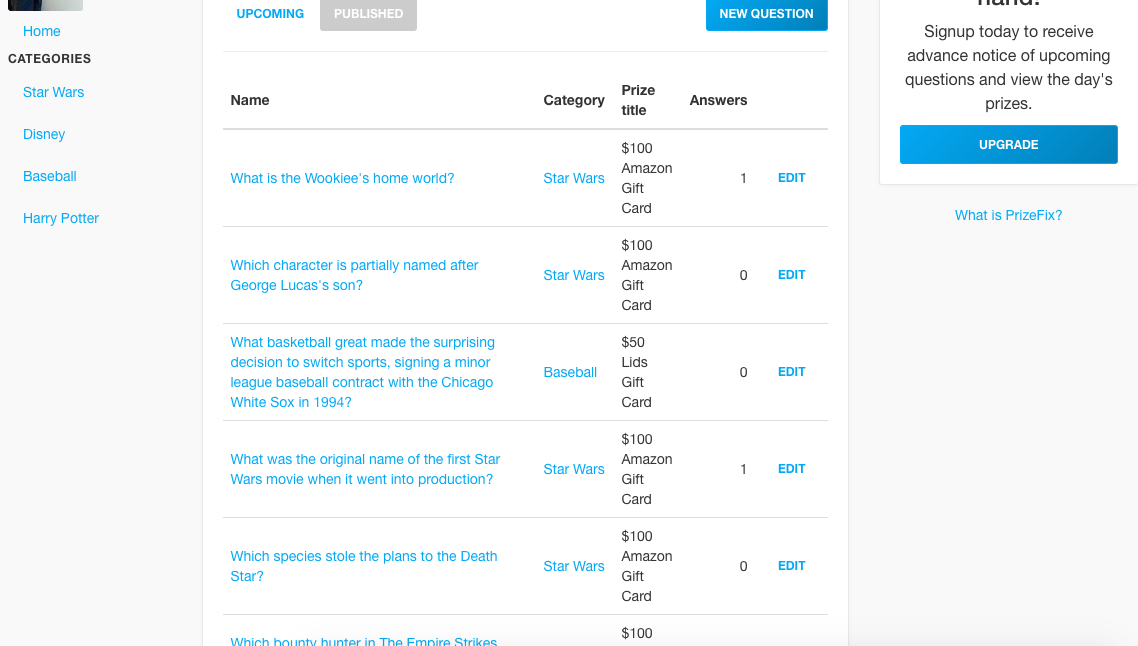 Home
CATEGORIES
Star Wars
Disney
Baseball
Harry Potter
UPCOMING
PUBLISHED
NEW QUESTION
Name
Category
Prize
title
Answers
What is the Wookiee's home world?
Star Wars
$100
Amazon
Gift
Card
1
EDIT
Which character is partially named after
George Lucas's son?
Star Wars
$100
Amazon
Gift
Card
0
EDIT
What basketball great made the surprising
decision to switch sports, signing a minor
league baseball contract with the Chicago
White Sox in 1994?
Baseball
$50
Lids
Gift
Card
0
EDIT
What was the original name of the first Star
Wars movie when it went into production?
Star Wars
$100
Amazon
Gift
Card
1
EDIT
Which species stole the plans to the Death
Star?
Star Wars
$100
Amazon
Gift
Card
0
EDIT
Which bounty hunter in The Empire Strikes
$100
hand.
Signup today to receive
advance notice of upcoming
questions and view the day's
prizes.
UPGRADE
What is PrizeFix?